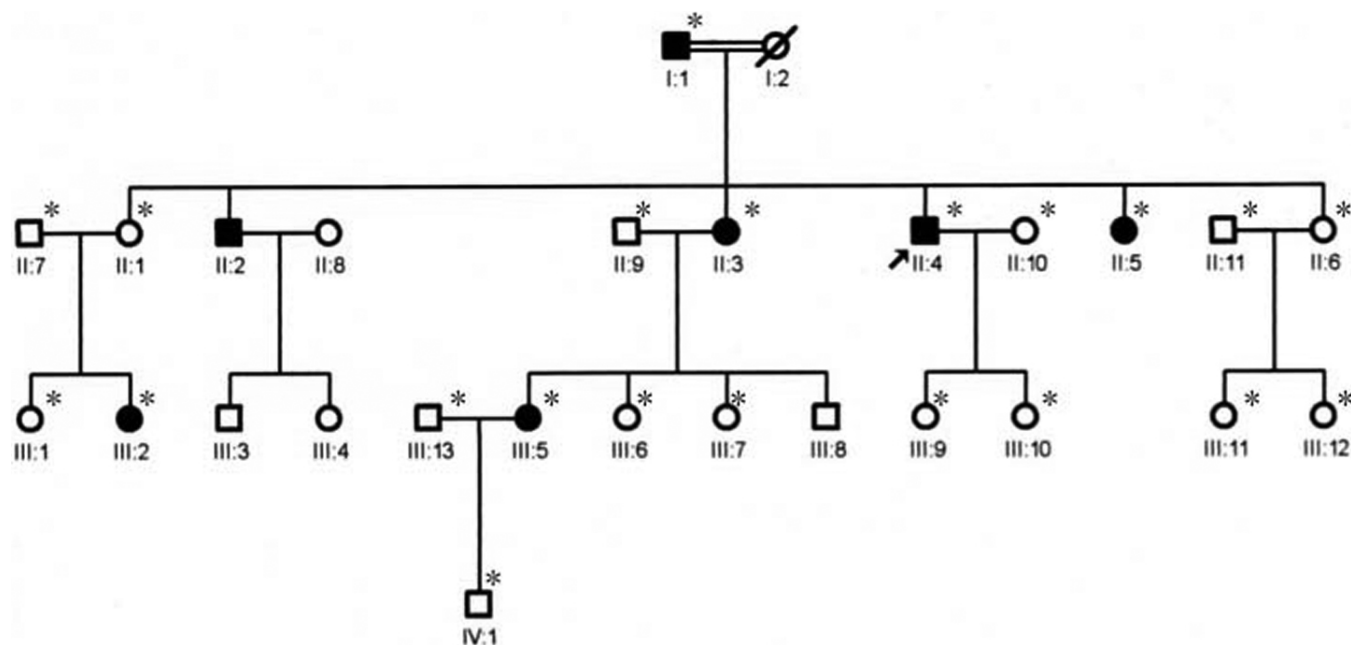 * 
I:1 I:2
* * * * * * * * *
II:7 II:1 II:2 II:8 II:9 II:3 II:4 II:10 II:5 II:11 II:6
* * * * * * * * * *
III:1 III:2 III:3 III:4 III:13 III:5 III:6 III:7 III:8 III:9 III:10 III:11 III:12
*
IV:1